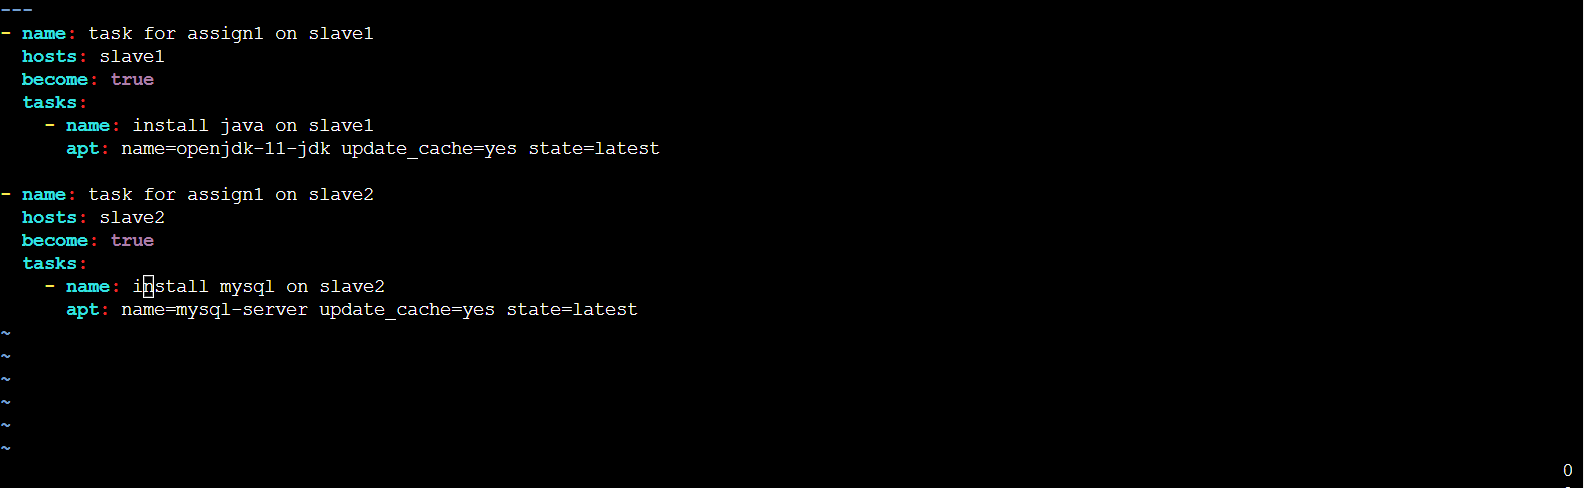 ---
- name: task for assign1 on slave1
  hosts: slave1
  become: true
  tasks:
    - name: install java on slave1
      apt: name=openjdk-11-jdk update_cache=yes state=latest

- name: task for assign1 on slave2
  hosts: slave2
  become: true
  tasks:
    - name: install mysql on slave2
      apt: name=mysql-server update_cache=yes state=latest
~
~
~
~
~
~
0